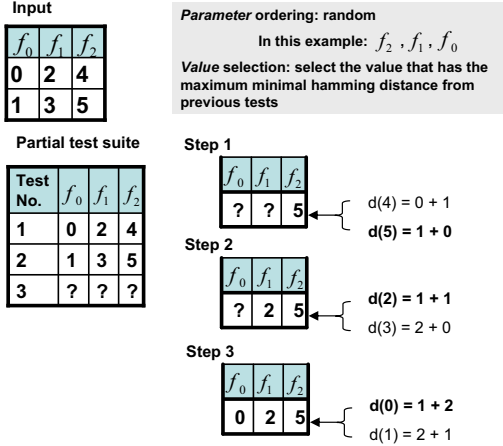 Input
f0 f1 f2
0 2 4
1 3 5
Parameter ordering: random
In this example: f2 , f1 , f0
Value selection: select the value that has the
maximum minimal hamming distance from
previous tests
Partial test suite
Test No. f0 f1 f2
1 0 2 4
2 1 3 5
3 ? ? ?
Step 1
f0 f1 f2
? ? 5
d(4) = 0 + 1
d(5) = 1 + 0
Step 2
f0 f1 f2
? 2 5
d(2) = 1 + 1
d(3) = 2 + 0
Step 3
f0 f1 f2
0 2 5
d(0) = 1 + 2
d(1) = 2 + 1